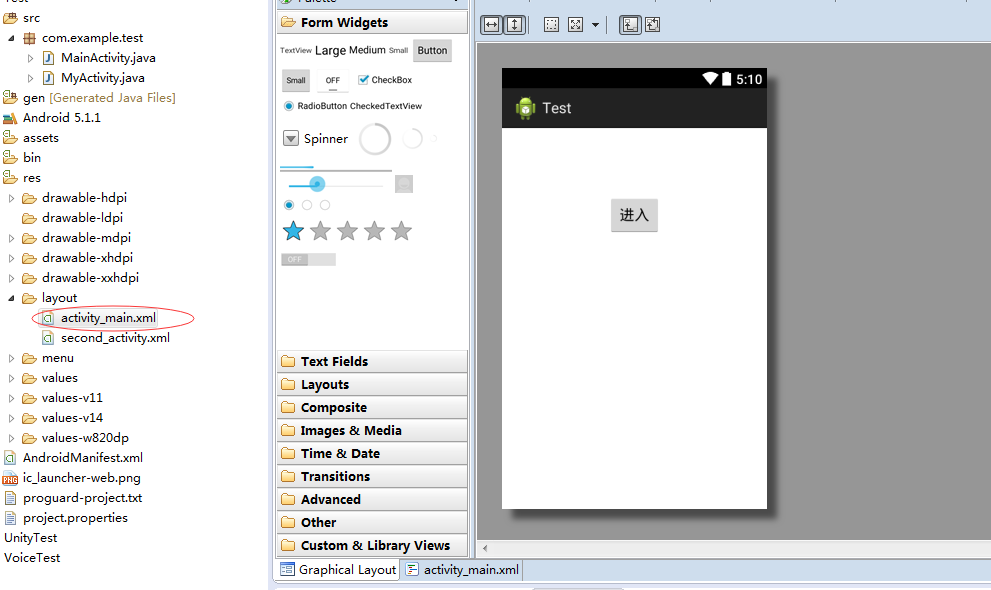 src
com.example.test
MainActivity.java
MyActivity.java
gen [Generated Java Files]
Android 5.1.1
assets
bin
res
drawable-hdpi
drawable-ldpi
drawable-mdpi
drawable-xhdpi
drawable-xxhdpi
layout
activity_main.xml
second_activity.xml
menu
values
values-v11
values-v14
values-w820dp
AndroidManifest.xml
ic_launcher-web.png
proguard-project.txt
project.properties
UnityTest
VoiceTest
Form Widgets
TextView Large Medium Small Button
Small OFF CheckBox
RadioButton CheckedTextView
Spinner
OFF
Text Fields
Layouts
Composite
Images & Media
Time & Date
Transitions
Advanced
Other
Custom & Library Views
Graphical Layout activity_main.xml
5:10
Test
进入